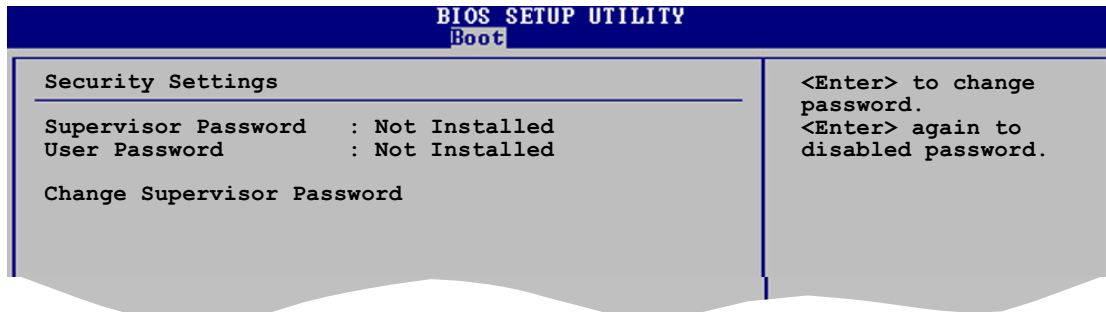 BIOS SETUP UTILITY
Boot
Security Settings
Supervisor Password : Not Installed
User Password : Not Installed
Change Supervisor Password
<Enter> to change
password.
<Enter> again to
disabled password.